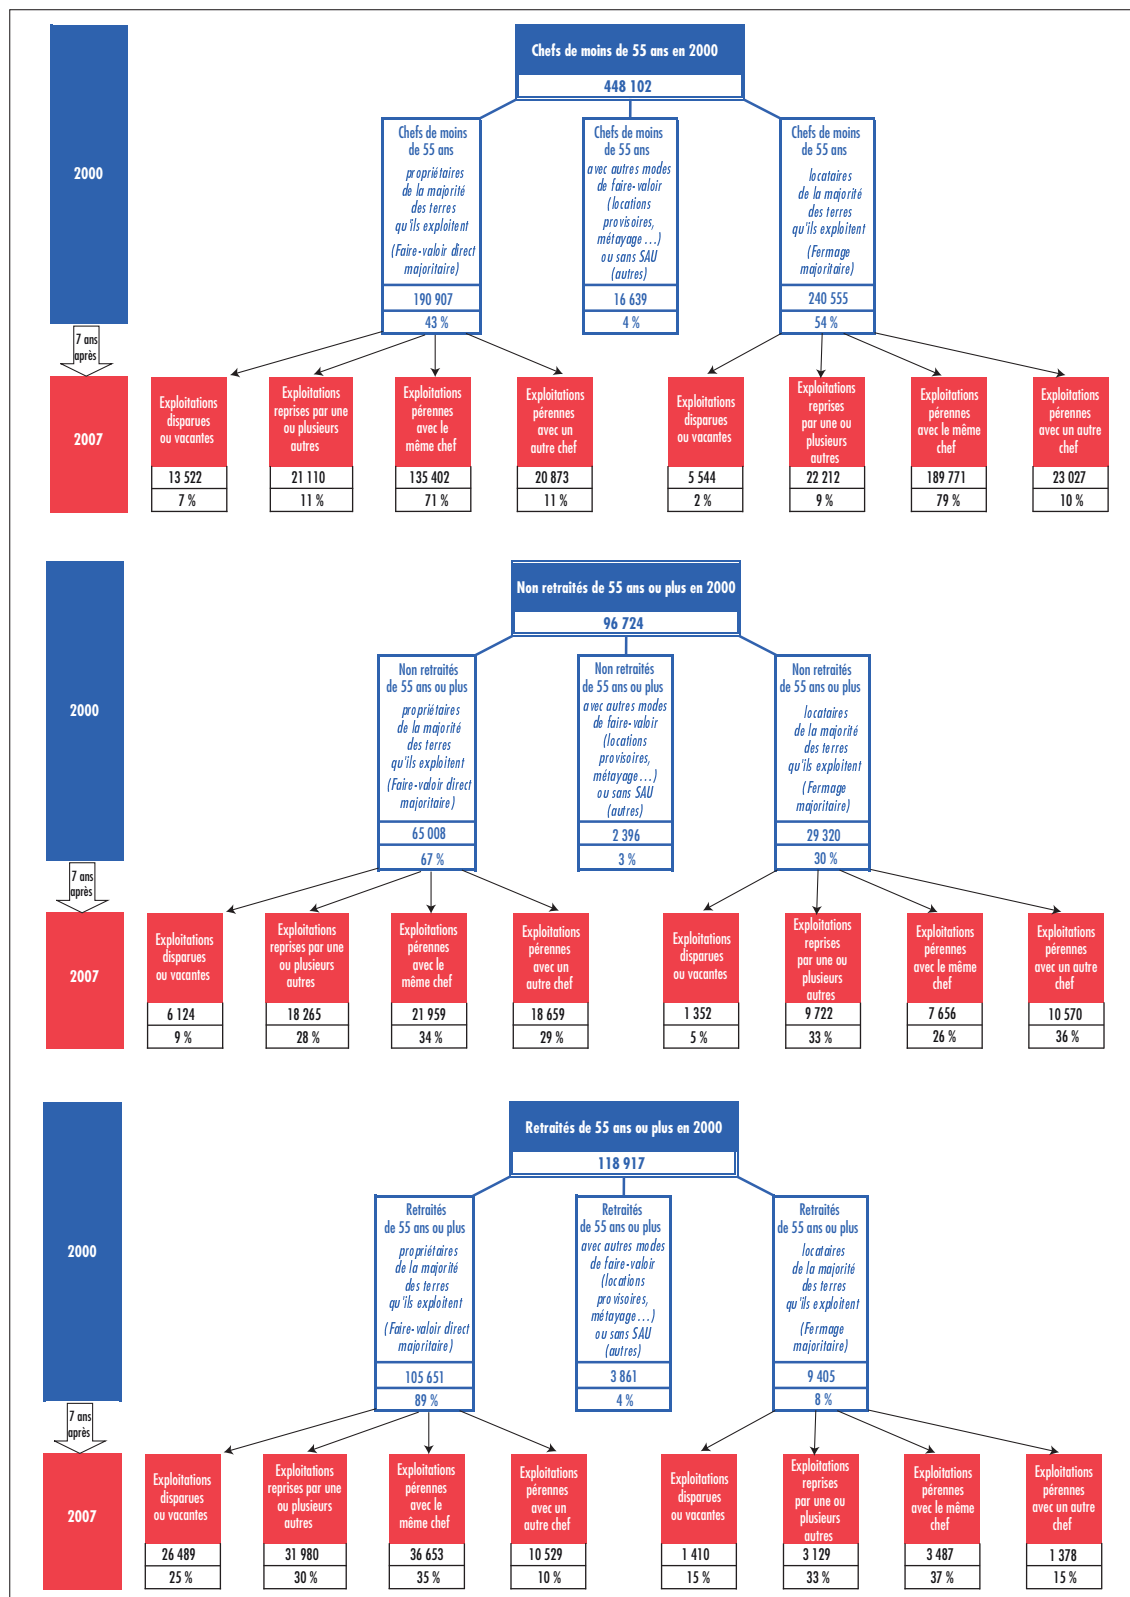 Chefs de moins de 55 ans en 2000
448 102
2000
Chefs de moins
de 55 ans
propriétaires
de la majorité
des terres
qu'ils exploitent
(Faire-valoir direct
majoritaire)
190 907
43 %
Chefs de moins
de 55 ans
avec autres modes
de faire-valoir
(locations
provisoires,
métayage...)
ou sans SAU
(autres)
16 639
4 %
Chefs de moins
de 55 ans
locataires
de la majorité
des terres
qu'ils exploitent
(Fermage
majoritaire)
240 555
54 %
7 ans
après
2007
Exploitations
disparues
ou vacantes
13 522
7 %
Exploitations
reprises par une
ou plusieurs
autres
21 110
11 %
Exploitations
pérennes
avec le
même chef
135 402
71 %
Exploitations
pérennes
avec un
autre chef
20 873
11 %
Exploitations
disparues
ou vacantes
5 544
2 %
Exploitations
reprises
par une ou
plusieurs
autres
22 212
9 %
Exploitations
pérennes
avec le même
chef
189 771
79 %
Exploitations
pérennes
avec un autre
chef
23 027
10 %
Non retraités de 55 ans ou plus en 2000
96 724
2000
Non retraités
de 55 ans ou plus
propriétaires
de la majorité
des terres
qu'ils exploitent
(Faire-valoir direct
majoritaire)
65 008
67 %
Non retraités
de 55 ans ou plus
avec autres modes
de faire-valoir
(locations
provisoires,
métayage...)
ou sans SAU
(autres)
2 396
3 %
Non retraités
de 55 ans ou plus
locataires
de la majorité
des terres
qu'ils exploitent
(Fermage
majoritaire)
29 320
30 %
7 ans
après
2007
Exploitations
disparues
ou vacantes
6 124
9 %
Exploitations
reprises par une
ou plusieurs
autres
18 265
28 %
Exploitations
pérennes
avec le
même chef
21 959
34 %
Exploitations
pérennes
avec un
autre chef
18 659
29 %
Exploitations
disparues
ou vacantes
1 352
5 %
Exploitations
reprises
par une ou
plusieurs
autres
9 722
33 %
Exploitations
pérennes
avec le même
chef
7 656
26 %
Exploitations
pérennes
avec un autre
chef
10 570
36 %
Retraités de 55 ans ou plus en 2000
118 917
2000
Retraités
de 55 ans ou plus
propriétaires
de la majorité
des terres
qu'ils exploitent
(Faire-valoir direct
majoritaire)
105 651
89 %
Retraités
de 55 ans ou plus
avec autres modes
de faire-valoir
(locations
provisoires,
métayage...)
ou sans SAU
(autres)
3 861
4 %
Retraités
de 55 ans ou plus
locataires
de la majorité
des terres
qu'ils exploitent
(Fermage
majoritaire)
9 405
8 %
7 ans
après
2007
Exploitations
disparues
ou vacantes
26 489
25 %
Exploitations
reprises par une
ou plusieurs
autres
31 980
30 %
Exploitations
pérennes
avec le
même chef
36 653
35 %
Exploitations
pérennes
avec un
autre chef
10 529
10 %
Exploitations
disparues
ou vacantes
1 410
15 %
Exploitations
reprises
par une ou
plusieurs
autres
3 129
33 %
Exploitations
pérennes
avec le même
chef
3 487
37 %
Exploitations
pérennes
avec un autre
chef
1 378
15 %